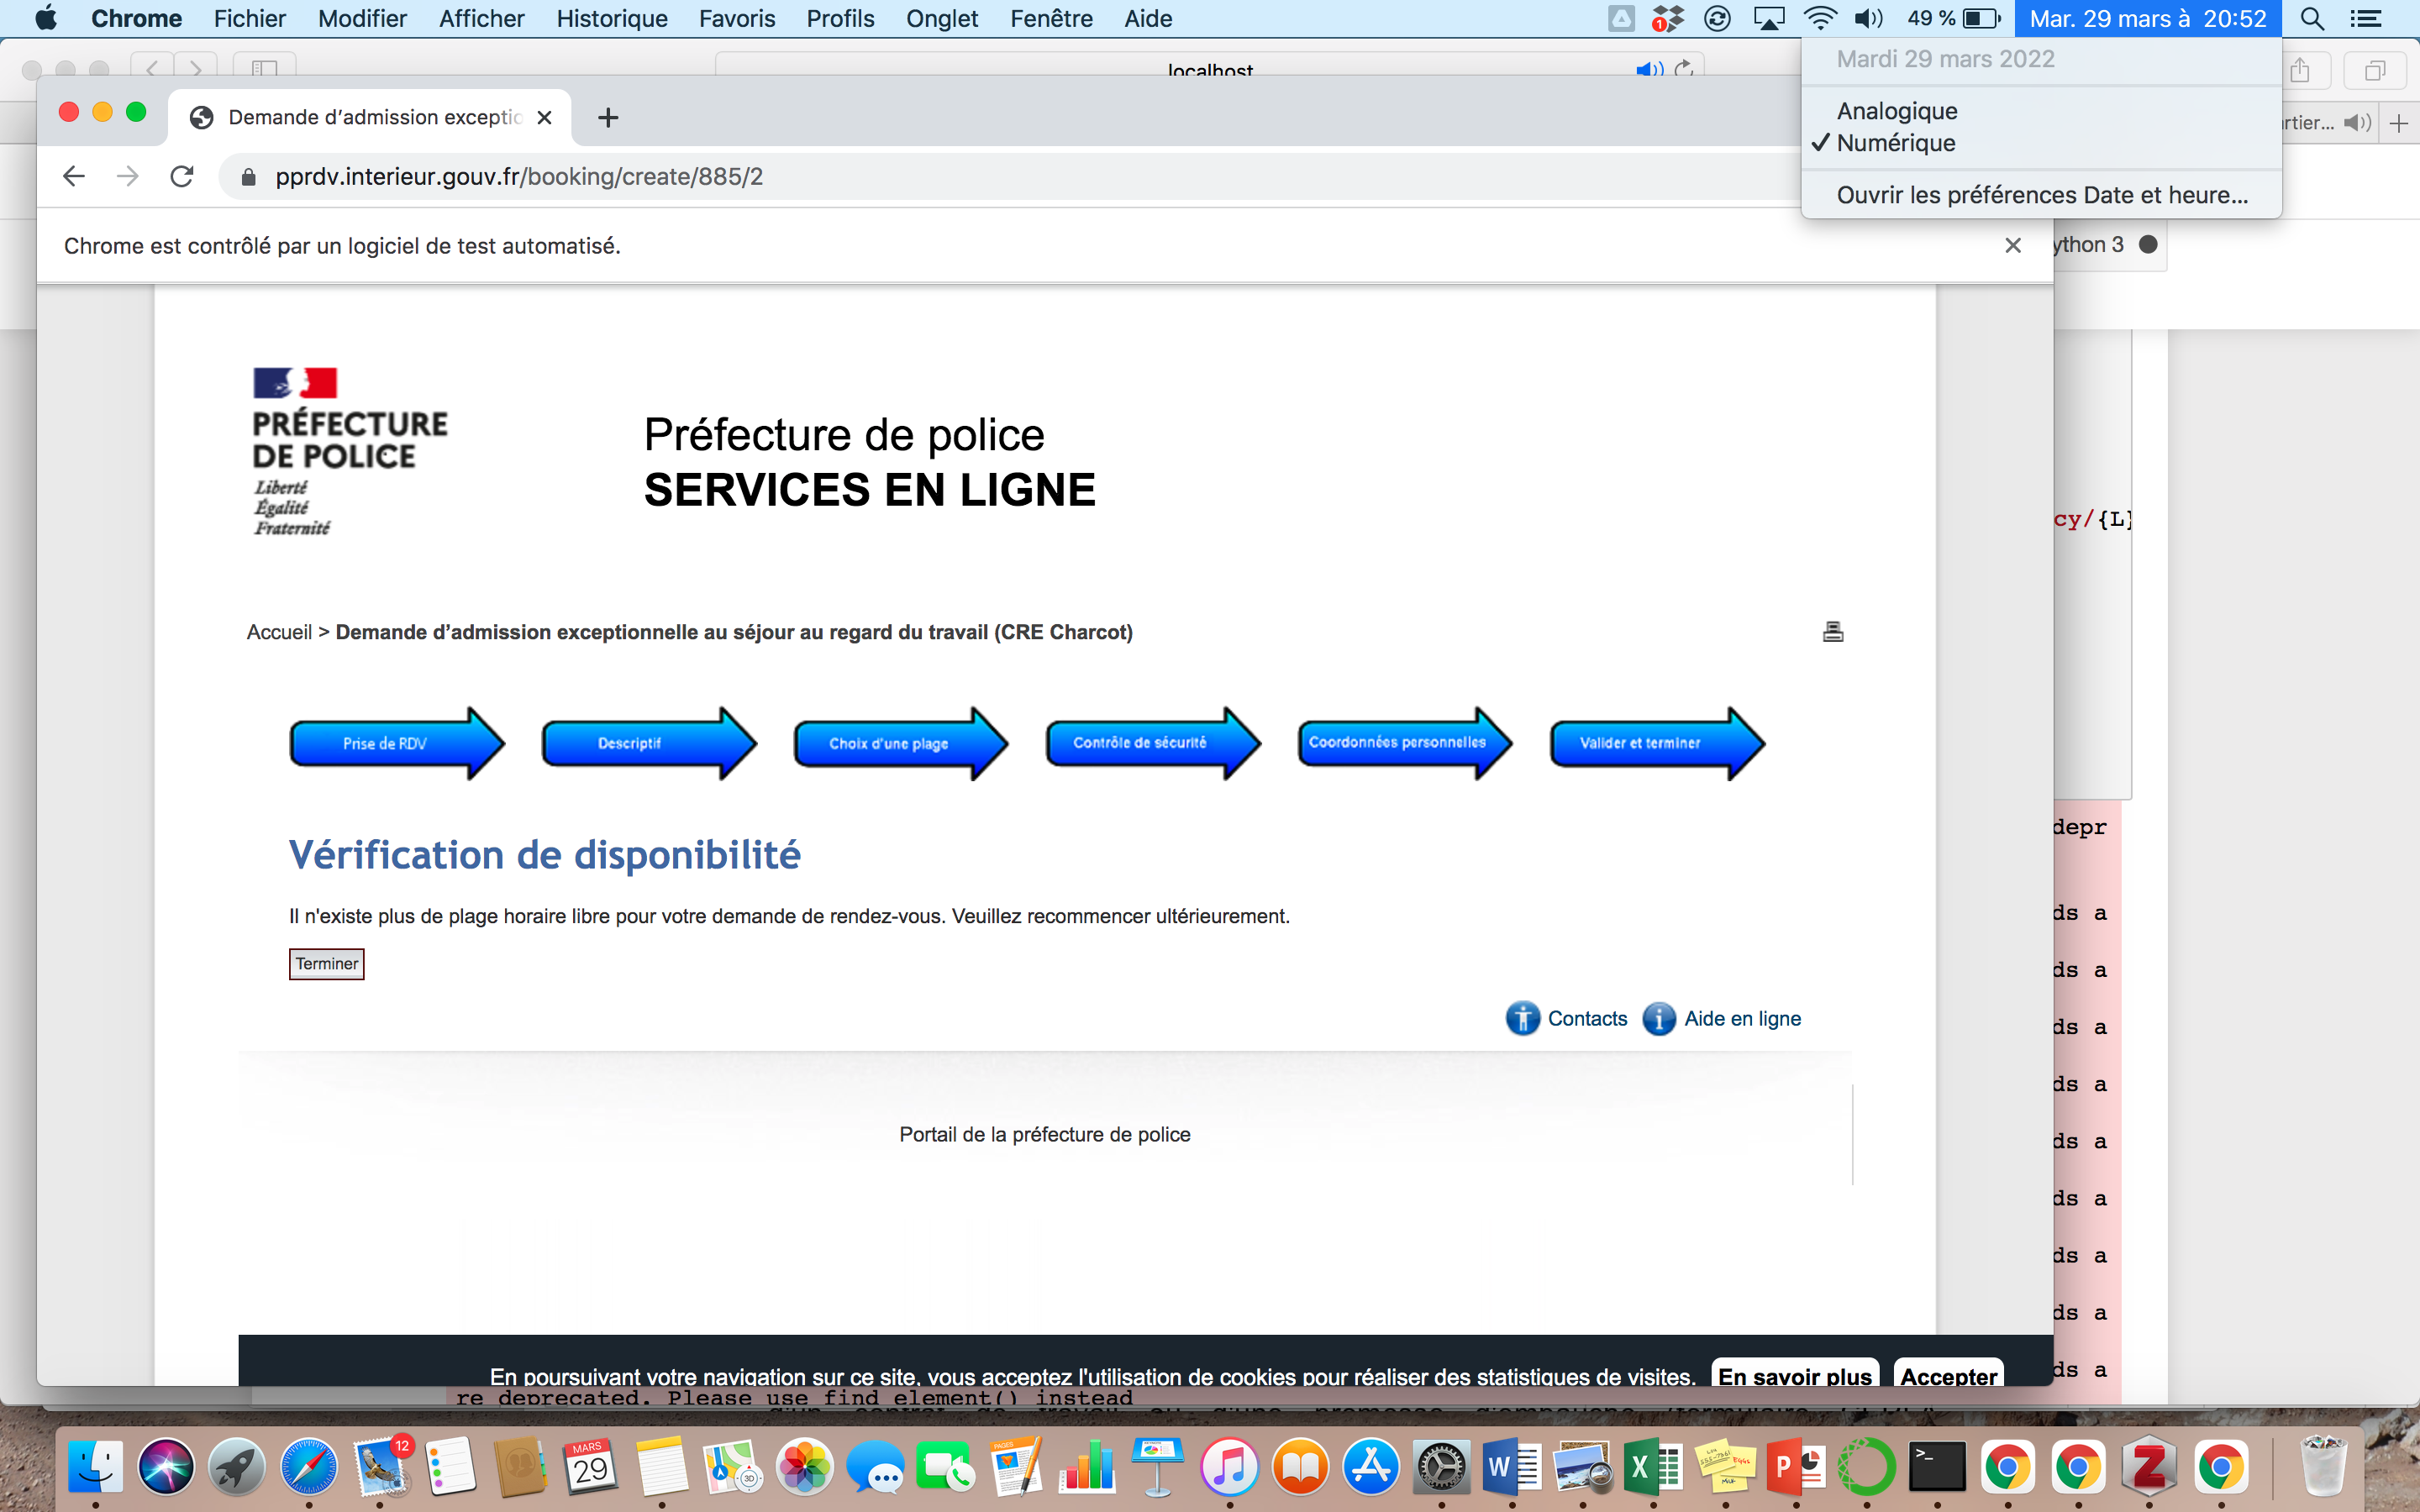 Chrome Fichier Modifier Afficher Historique Favoris Profils Onglet Fenêtre Aide 1 49 % Mar. 29 mars à 20:52
Mardi 29 mars 2022
Analogique
✓ Numérique
Ouvrir les préférences Date et heure...
localhost
Demande d’admission exceptio
rtier...
pprdv.interieur.gouv.fr/booking/create/885/2
Chrome est contrôlé par un logiciel de test automatisé.
ython 3
PRÉFECTURE
DE POLICE
Liberté
Égalité
Fraternité
Préfecture de police
SERVICES EN LIGNE
cy/{L}
Accueil > Demande d’admission exceptionnelle au séjour au regard du travail (CRE Charcot)
Prise de RDV
Descriptif
Choix d'une plage
Contrôle de sécurité
Coordonnées personnelles
Valider et terminer
depr
Vérification de disponibilité
ds a
Il n'existe plus de plage horaire libre pour votre demande de rendez-vous. Veuillez recommencer ultérieurement.
Terminer
ds a
Contacts
Aide en ligne
ds a
ds a
Portail de la préfecture de police
ds a
ds a
ds a
ds a
ds a
En poursuivant votre navigation sur ce site, vous acceptez l'utilisation de cookies pour réaliser des statistiques de visites. En savoir plus Accepter
re deprecated. Please use find_element() instead
12
MARS
29
3D
PAGES
W
X
P
>_
Z